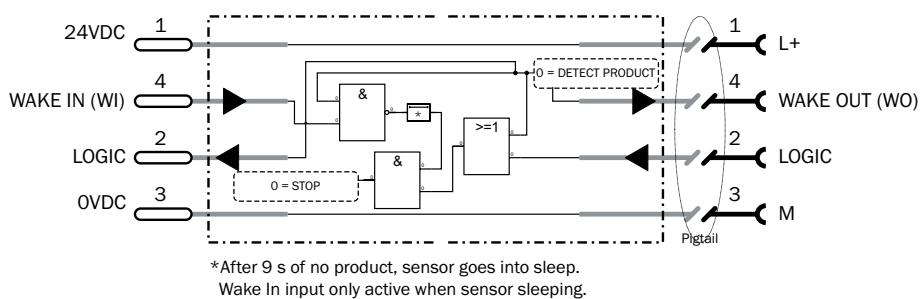 24VDC 1
1 L+
0 = DETECT PRODUCT
WAKE IN (WI) 4
&
*
4 WAKE OUT (WO)
>=1
LOGIC 2
&
2 LOGIC
0 = STOP
0VDC 3
3 M
Pigtail
*After 9 s of no product, sensor goes into sleep.
Wake In input only active when sensor sleeping.